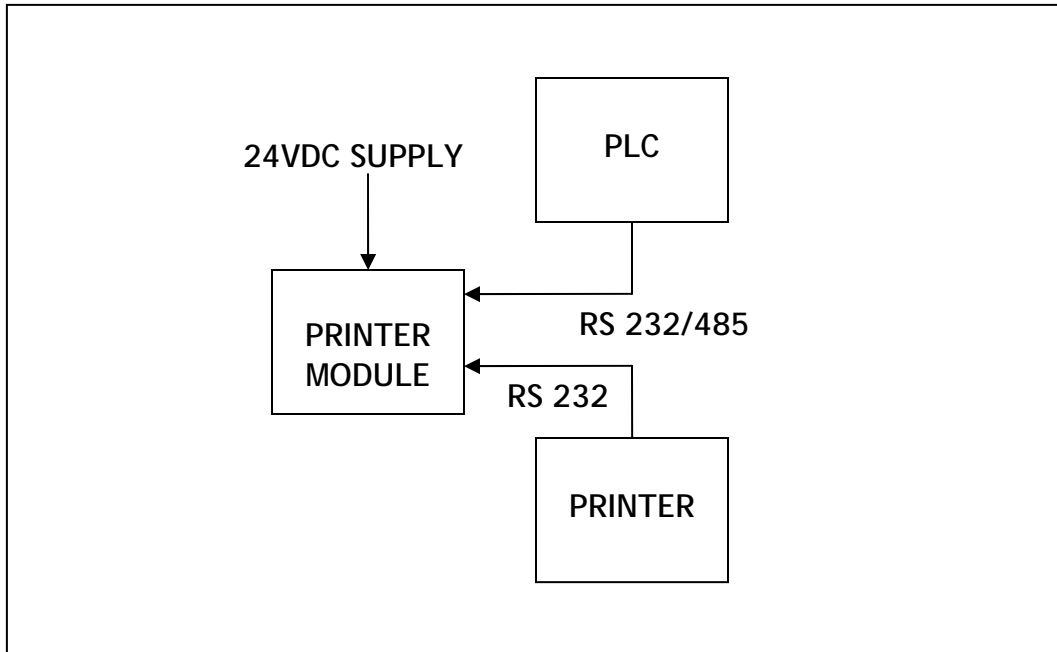 PLC
24VDC SUPPLY
RS 232/485
PRINTER
MODULE
RS 232
PRINTER